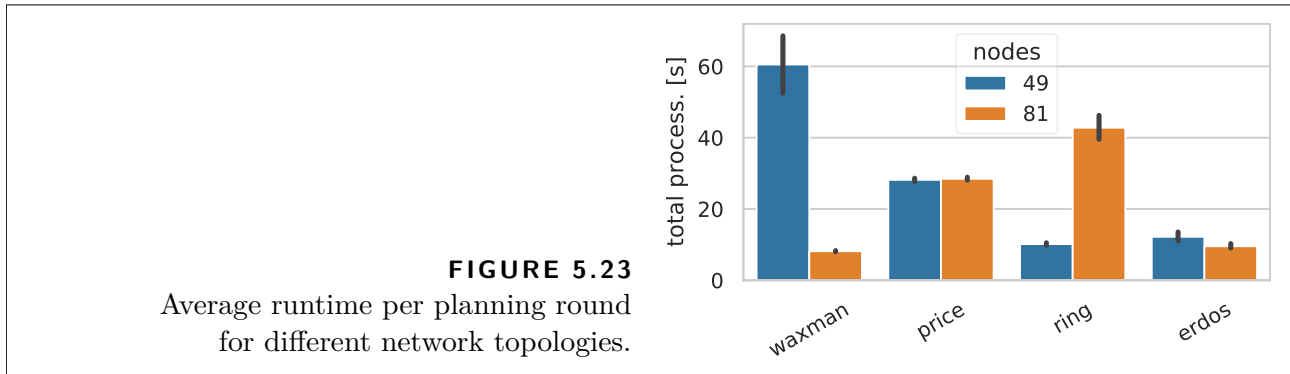 FIGURE 5.23
Average runtime per planning round
for different network topologies.
total process. [s]
60
40
20
0
nodes
49
81
waxman
price
ring
erdos